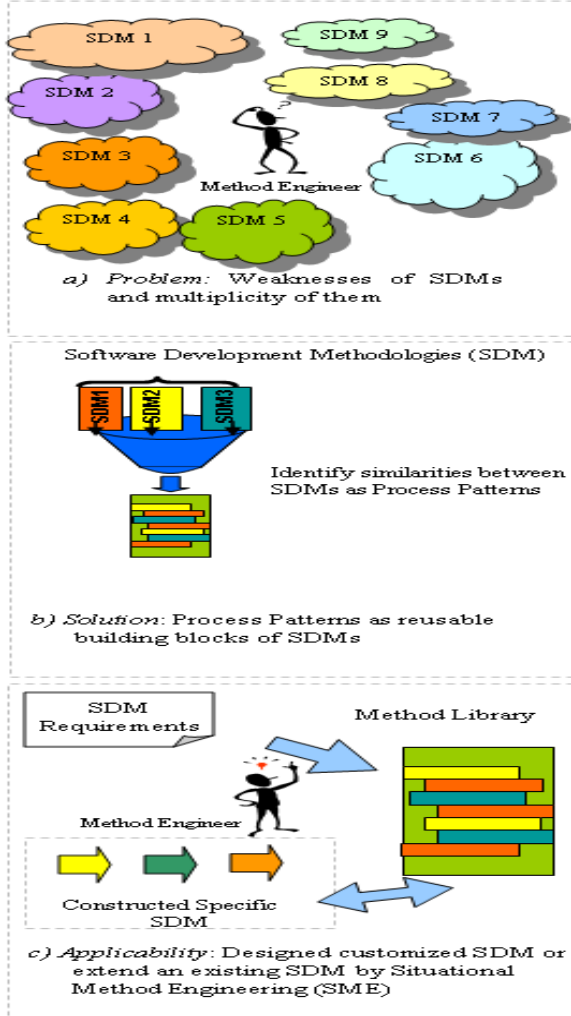 SDM 1
SDM 9
SDM 8
SDM 2
SDM 7
SDM 3
SDM 6
?
Method Engineer
SDM 4
SDM 5
a) Problem: Weaknesses of SDMs
and multiplicity of them
Software Development Methodologies (SDM)
SDM1
SDM2
SDM3
Identify similarities between
SDMs as Process Patterns
b) Solution: Process Patterns as reusable
building blocks of SDMs
SDM
Requirements
Method Library
Method Engineer
Constructed Specific
SDM
c) Applicability: Designed customized SDM or
extend an existing SDM by Situational
Method Engineering (SME)